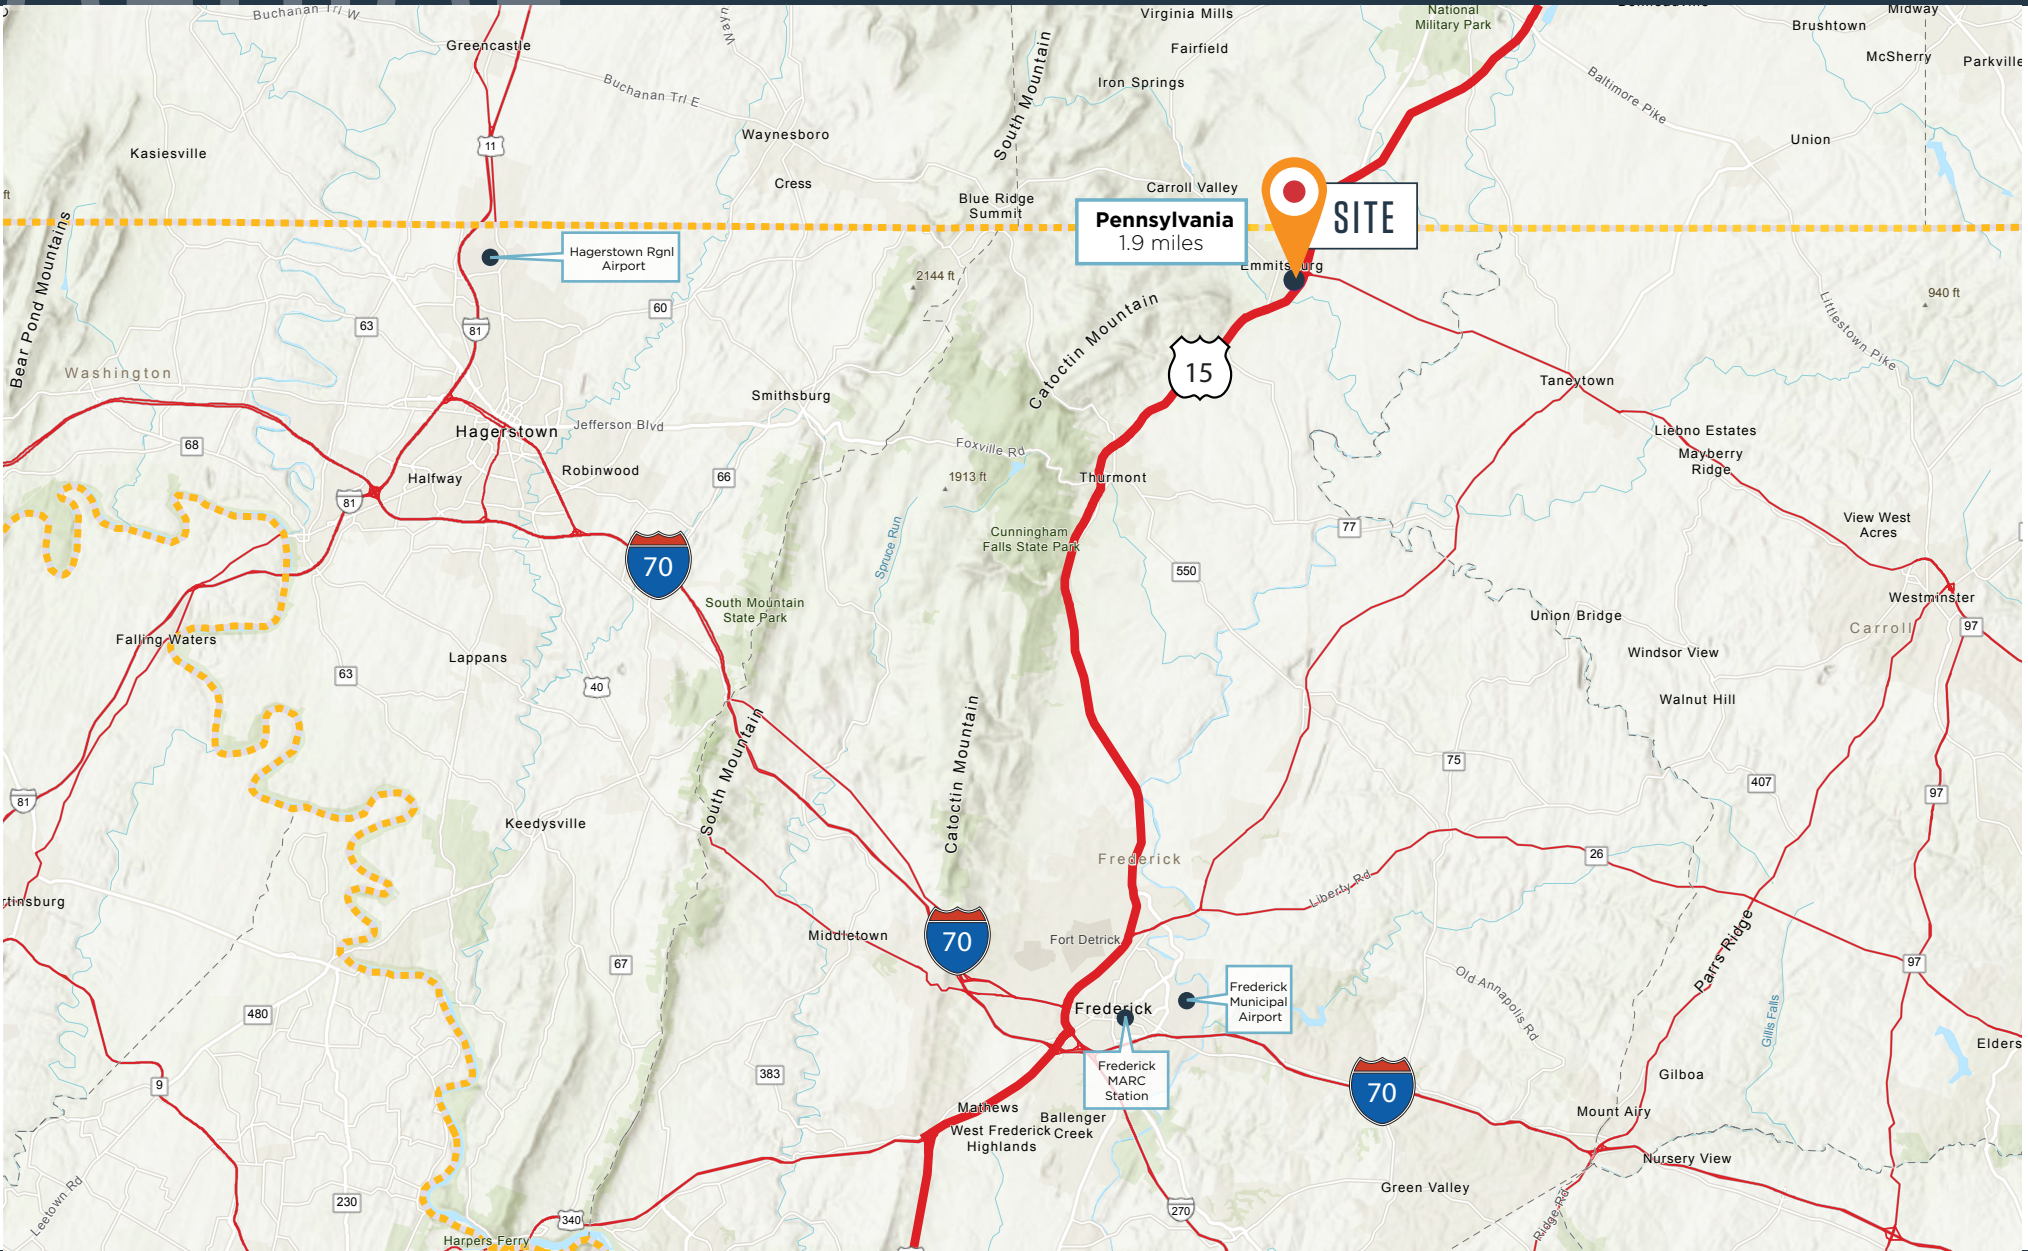 Buchanan Trl W
Greencastle
Buchanan Trl E
11
Kasiesville
Waynesboro
Cress
South Mountain
Virginia Mills
Fairfield
Iron Springs
National
Military Park
Baltimore Pike
Brushtown
Midway
McSherry
Parkville
Union
Carroll Valley
Blue Ridge
Summit
Pennsylvania
1.9 miles
SITE
Emmitsburg
ft
Bear Pond Mountains
Hagerstown Rgnl
Airport
2144 ft
940 ft
Littlestown Pike
60
63
81
Washington
Catoctin Mountain
15
Taneytown
Smithsburg
Hagerstown
Jefferson Blvd
Foxville Rd
68
Halfway
Robinwood
66
1913 ft
Thurmont
Liebno Estates
Mayberry
Ridge
81
View West
Acres
77
Cunningham
Falls State Park
Spruce Run
70
550
South Mountain
State Park
Westminster
Carroll
97
Union Bridge
Windsor View
Walnut Hill
Falling Waters
Lappans
63
40
South Mountain
Catoctin Mountain
75
407
97
81
Keedysville
Frederick
26
Liberty Rd
rtinsburg
Middletown
70
Fort Detrick
Parrs Ridge
97
67
Old Annapolis Rd
480
Frederick
Frederick
Municipal
Airport
Gillis Falls
Elders
Frederick
MARC
Station
383
70
Gilboa
9
Mathews
Ballenger
Creek
West Frederick
Highlands
Mount Airy
Nursery View
Green Valley
Leetown Rd
230
340
270
Ridge Rd
Harpers Ferry